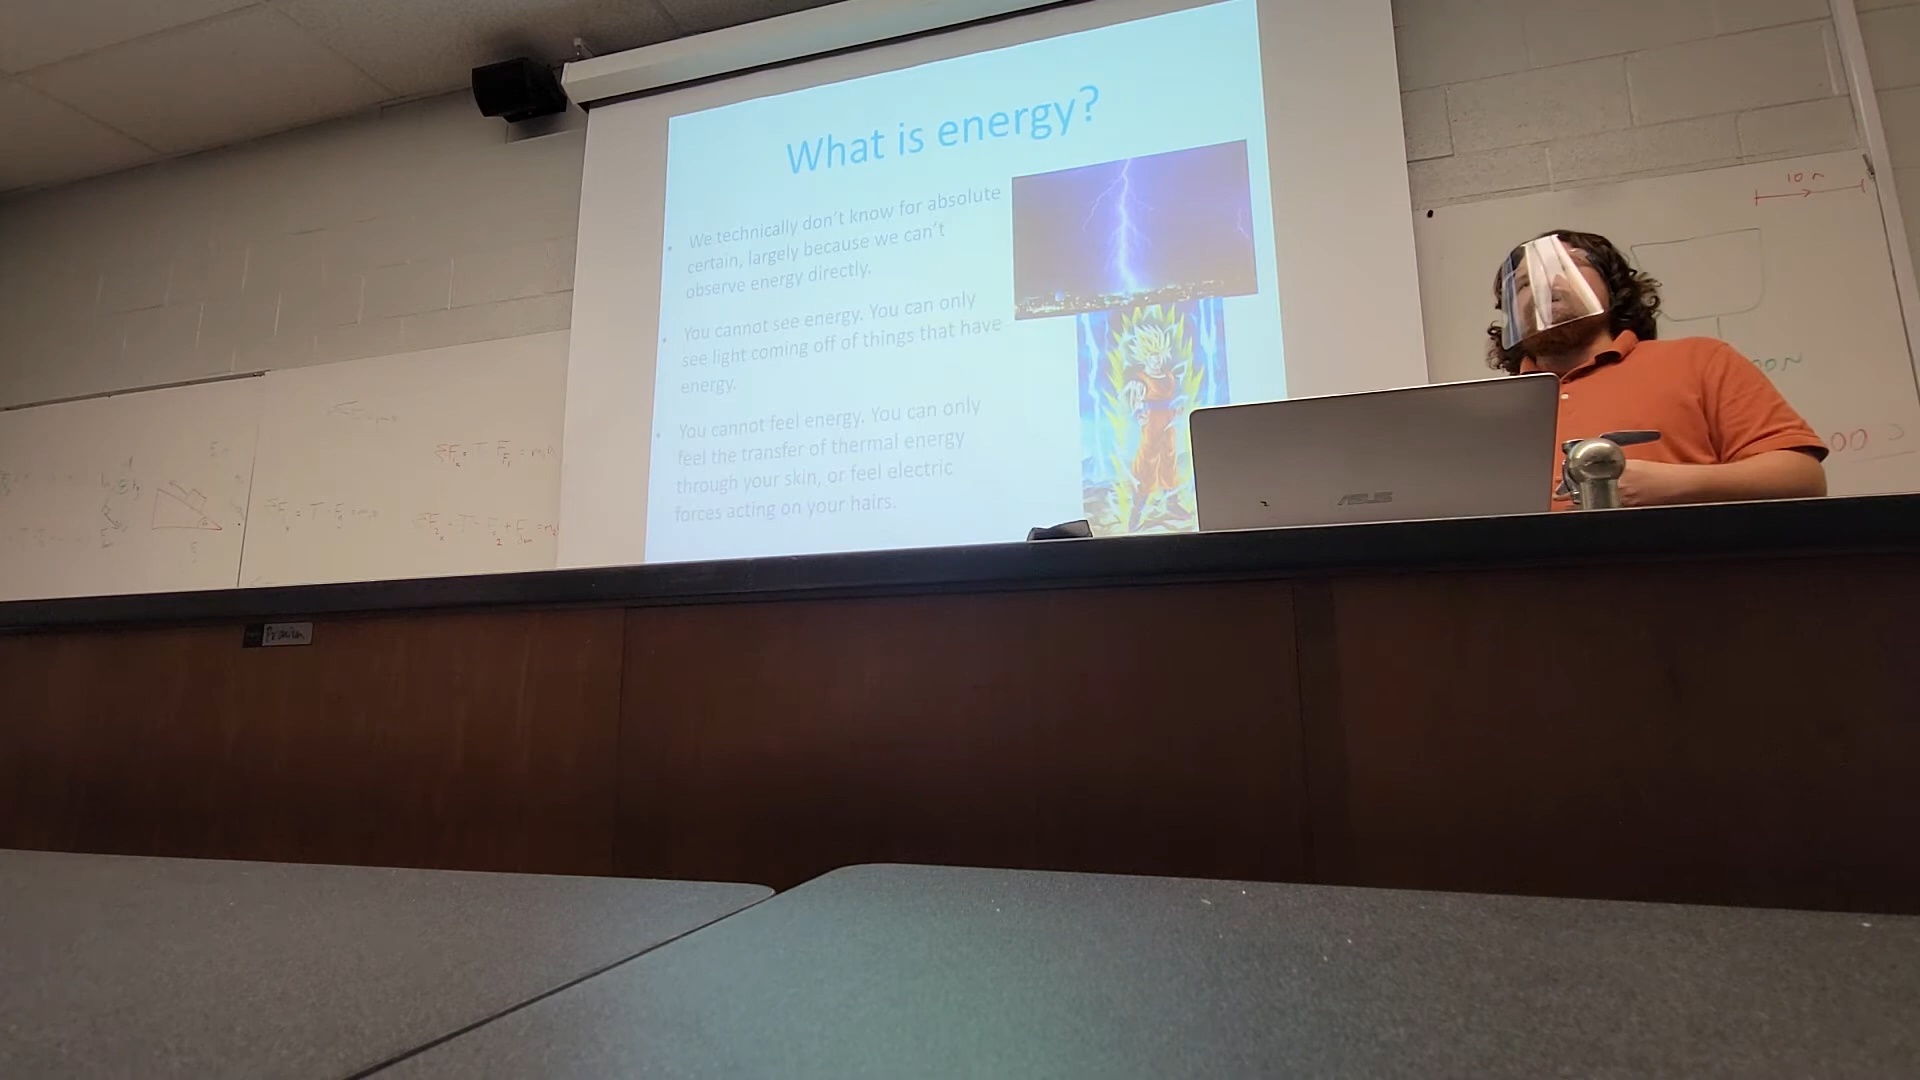 What is energy?
We technically don't know for absolute
certain, largely because we can't
observe energy directly.
You cannot see energy. You can only
see light coming off of things that have
energy.
You cannot feel energy. You can only
feel the transfer of thermal energy
through your skin, or feel electric
forces acting on your hairs.
ASUS